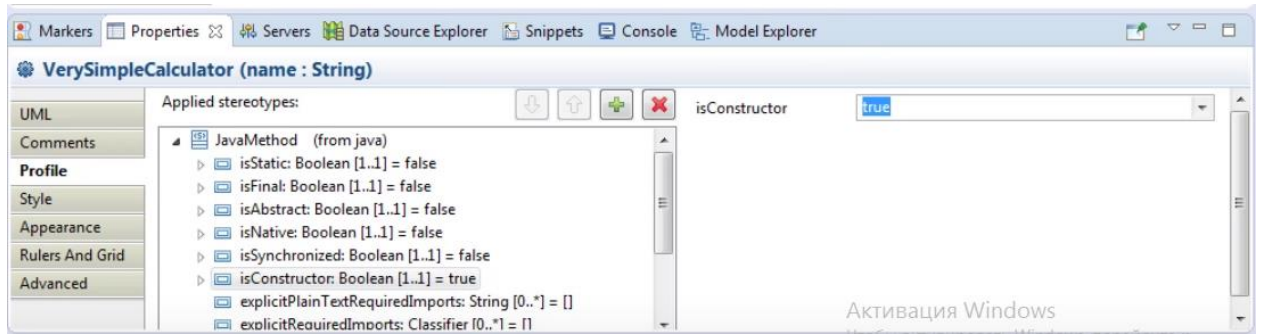 Markers Properties Servers Data Source Explorer Snippets Console Model Explorer
VerySimpleCalculator (name : String)
Applied stereotypes:
isConstructor true
UML
Comments
Profile
Style
Appearance
Rulers And Grid
Advanced
JavaMethod (from java)
isStatic: Boolean [1..1] = false
isFinal: Boolean [1..1] = false
isAbstract: Boolean [1..1] = false
isNative: Boolean [1..1] = false
isSynchronized: Boolean [1..1] = false
isConstructor: Boolean [1..1] = true
explicitPlainTextRequiredImports: String [0..*] = []
explicitRequiredImports: Classifier [0..*] = []
Активация Windows